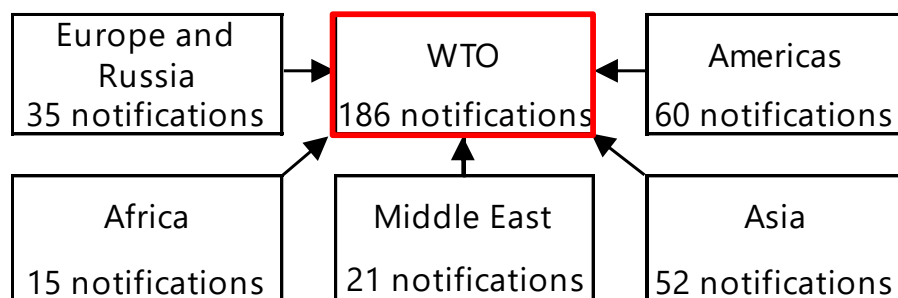 Europe and
Russia
35 notifications
WTO
186 notifications
Americas
60 notifications
Africa
15 notifications
Middle East
21 notifications
Asia
52 notifications